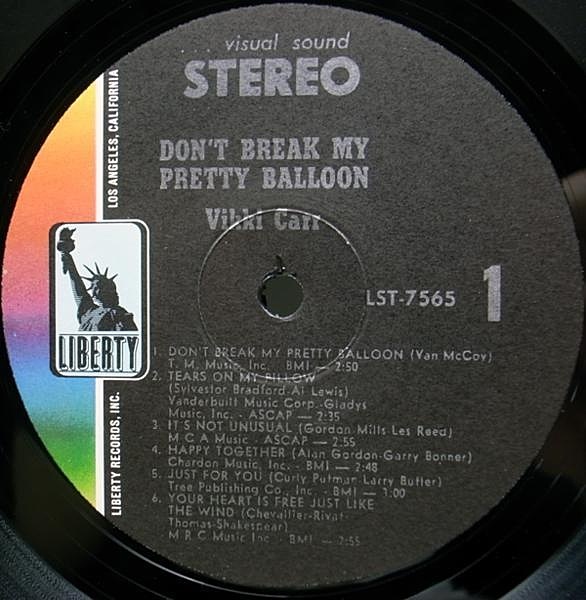 ... visual sound
STEREO
DON'T BREAK MY
PRETTY BALLOON
Vikki Carr
LST-7565
1
LOS ANGELES, CALIFORNIA
LIBERTY
LIBERTY RECORDS, INC.
1. DON'T BREAK MY PRETTY BALLOON (Van McCoy)
T. M. Music, Inc. BMI — 2:50
2. TEARS ON MY PILLOW
(Sylvestor Bradford-Al Lewis)
Vanderbuilt Music Corp.-Gladys
Music, Inc. - ASCAP — 2:35
3. IT'S NOT UNUSUAL (Gordon Mills Les Reed)
M C A Music - ASCAP — 2:55
4. HAPPY TOGETHER (Alan Gordon-Garry Bonner)
Chardon Music, Inc. - BMI — 2:48
5. JUST FOR YOU (Curly Putman Larry Butler)
Tree Publishing Co., Inc. - BMI — 3:00
6. YOUR HEART IS FREE JUST LIKE
THE WIND (Chevallier-Rivat-
Thomas-Shakespear)
M R C Music Inc. - BMI — 2:55